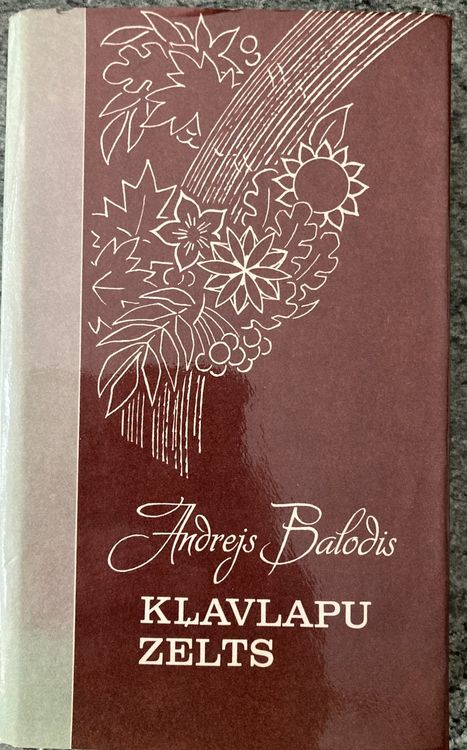 Andrejs Balodis
KĻAVLAPU
ZELTS